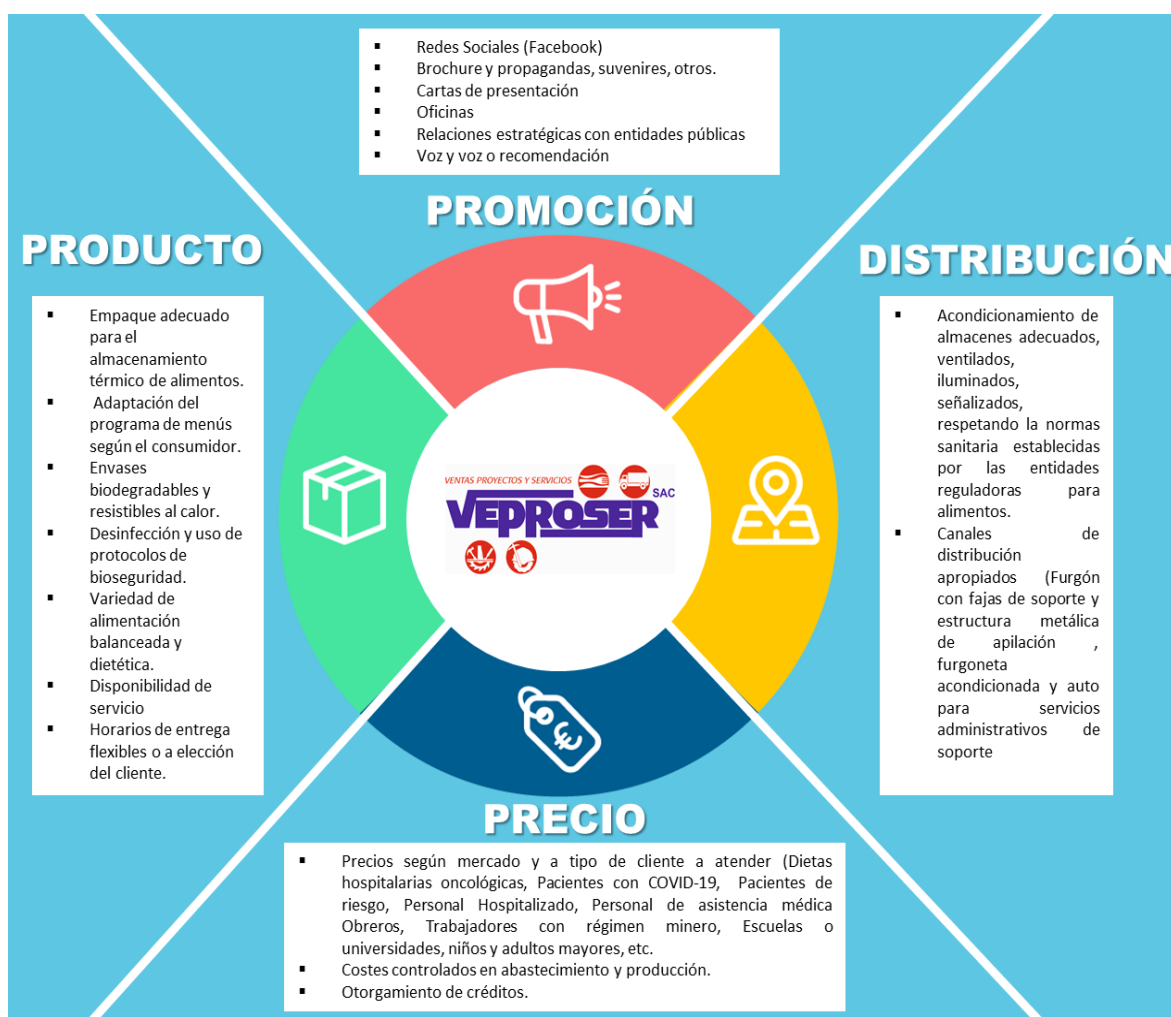 ▪ Redes Sociales (Facebook)
▪ Brochure y propagandas, suvenires, otros.
▪ Cartas de presentación
▪ Oficinas
▪ Relaciones estratégicas con entidades públicas
▪ Voz y voz o recomendación
PROMOCIÓN
PRODUCTO
▪ Empaque adecuado
para el
almacenamiento
térmico de alimentos.
▪ Adaptación del
programa de menús
según el consumidor.
▪ Envases
biodegradables y
resistibles al calor.
▪ Desinfección y uso de
protocolos de
bioseguridad.
▪ Variedad de
alimentación
balanceada y
dietética.
▪ Disponibilidad de
servicio
▪ Horarios de entrega
flexibles o a elección
del cliente.
VENTAS PROYECTOS Y SERVICIOS
VEPROSER SAC
DISTRIBUCIÓN
▪ Acondicionamiento de
almacenes adecuados,
ventilados,
iluminados,
señalizados,
respetando la normas
sanitaria establecidas
por las entidades
reguladoras para
alimentos.
▪ Canales de
distribución
apropiados (Furgón
con fajas de soporte y
estructura metálica
de apilación ,
furgoneta
acondicionada y auto
para servicios
administrativos de
soporte
PRECIO
▪ Precios según mercado y a tipo de cliente a atender (Dietas
hospitalarias oncológicas, Pacientes con COVID-19, Pacientes de
riesgo, Personal Hospitalizado, Personal de asistencia médica
Obreros, Trabajadores con régimen minero, Escuelas o
universidades, niños y adultos mayores, etc.
▪ Costes controlados en abastecimiento y producción.
▪ Otorgamiento de créditos.